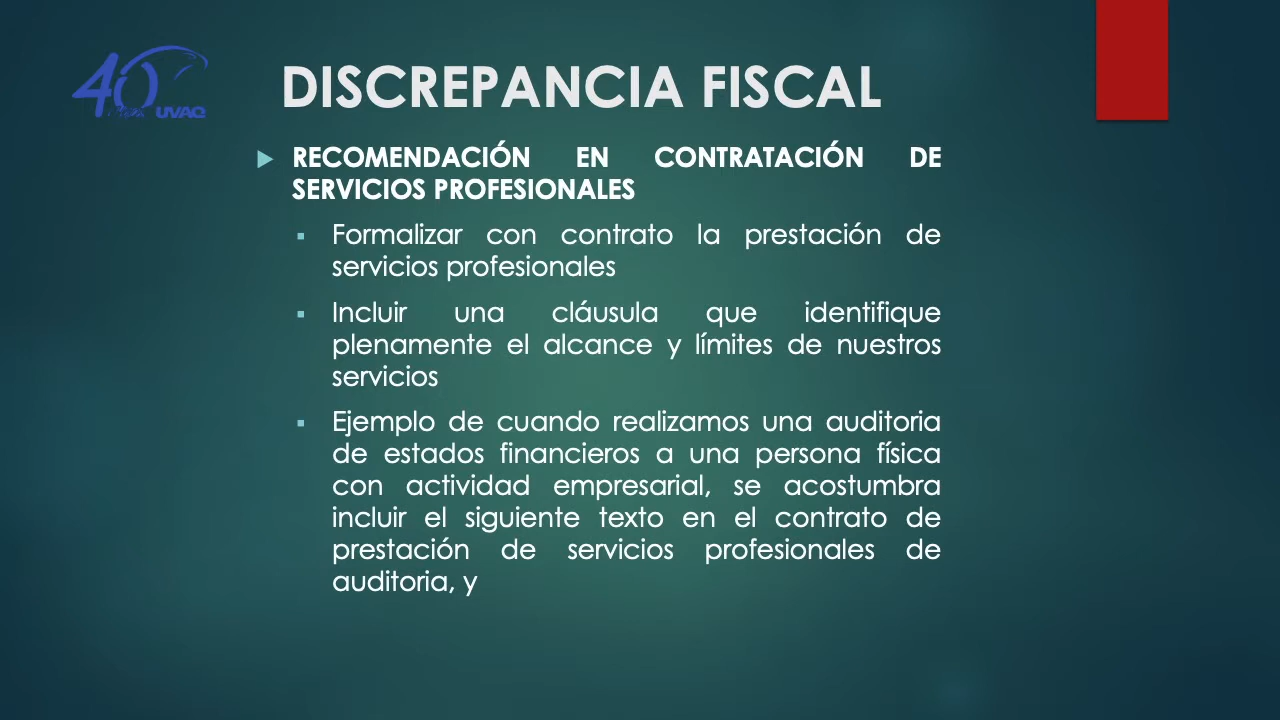 40
UVAQ
DISCREPANCIA FISCAL
RECOMENDACIÓN EN CONTRATACIÓN DE
SERVICIOS PROFESIONALES
Formalizar con contrato la prestación de
servicios profesionales
Incluir una cláusula que identifique
plenamente el alcance y límites de nuestros
servicios
Ejemplo de cuando realizamos una auditoria
de estados financieros a una persona física
con actividad empresarial, se acostumbra
incluir el siguiente texto en el contrato de
prestación de servicios profesionales de
auditoria, y